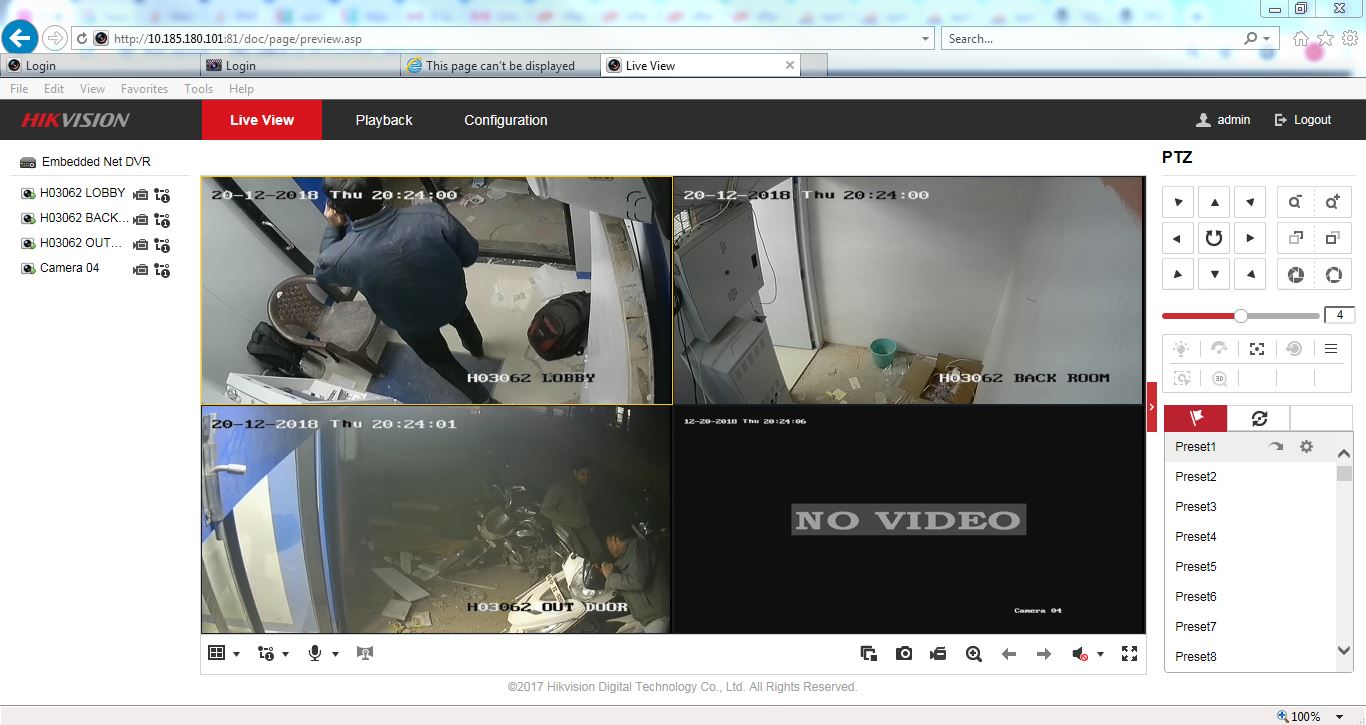 http://10.185.180.101:81/doc/page/preview.asp
Search...
Login
Login
This page can't be displayed
Live View
File Edit View Favorites Tools Help
HIKVISION
Live View
Playback
Configuration
admin
Logout
Embedded Net DVR
H03062 LOBBY
H03062 BACK...
H03062 OUT...
Camera 04
20-12-2018 Thu 20:24:00
H03062 LOBBY
20-12-2018 Thu 20:24:00
H03062 BACK ROOM
20-12-2018 Thu 20:24:01
H03062 OUT DOOR
12-20-2018 Thu 20:24:06
NO VIDEO
Camera 04
PTZ
4
3D
Preset1
Preset2
Preset3
Preset4
Preset5
Preset6
Preset7
Preset8
©2017 Hikvision Digital Technology Co., Ltd. All Rights Reserved.
100%